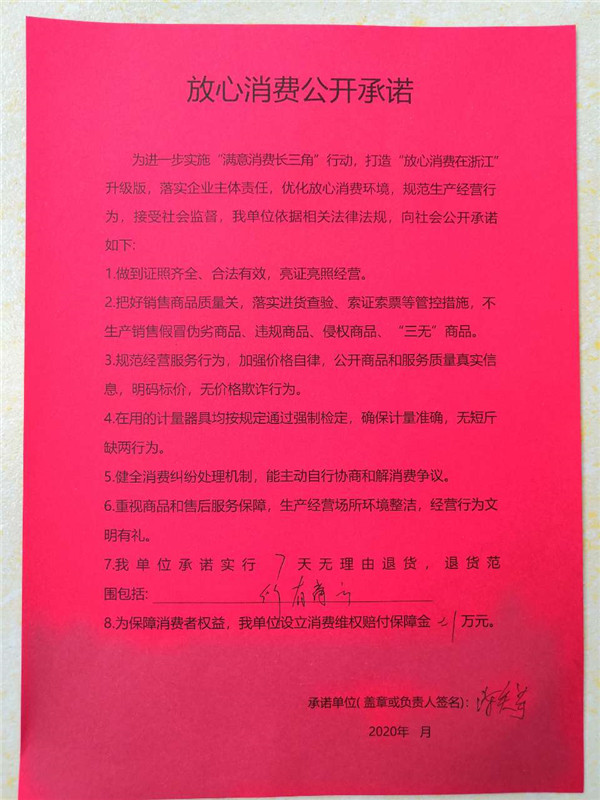 放心消费公开承诺
为进一步实施“满意消费长三角”行动，打造“放心消费在浙江”
升级版，落实企业主体责任，优化放心消费环境，规范生产经营行
为，接受社会监督，我单位依据相关法律法规，向社会公开承诺
如下：
1.做到证照齐全、合法有效，亮证亮照经营。
2.把好销售商品质量关，落实进货查验、索证索票等管控措施，不
生产销售假冒伪劣商品、违规商品、侵权商品、“三无”商品。
3.规范经营服务行为，加强价格自律，公开商品和服务质量真实信
息，明码标价，无价格欺诈行为。
4.在用的计量器具均按规定通过强制检定，确保计量准确，无短斤
缺两行为。
5.健全消费纠纷处理机制，能主动自行协商和解消费争议。
6.重视商品和售后服务保障，生产经营场所环境整洁，经营行为文
明有礼。
7.我单位承诺实行 7 天无理由退货，退货范
围包括：所有商品
8.为保障消费者权益，我单位设立消费维权赔付保障金 万元。
承诺单位( 盖章或负责人签名)：
2020年 月